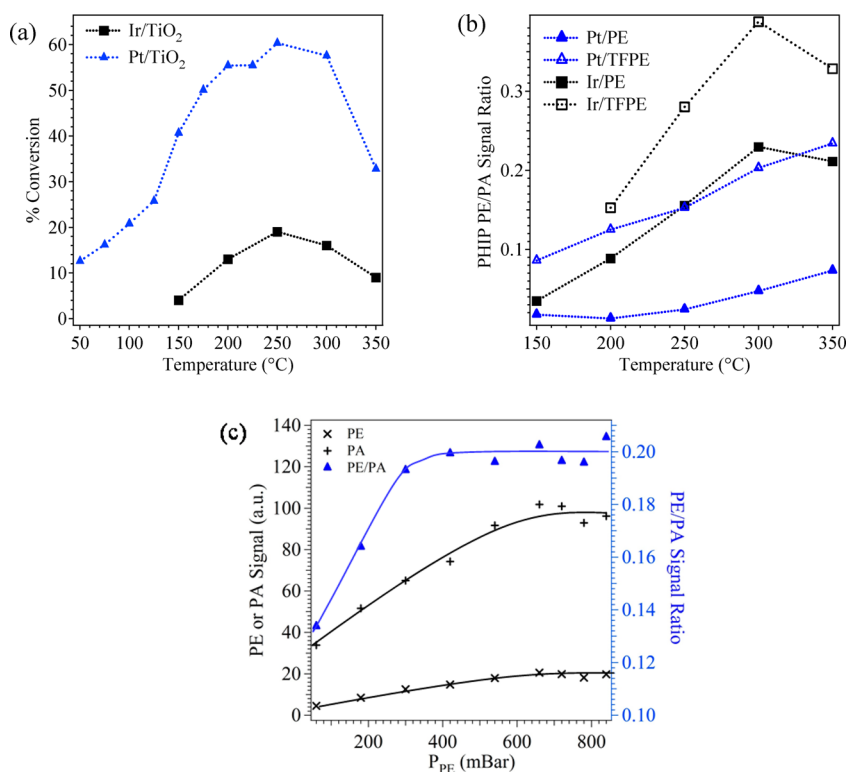 (a)
Ir/TiO2
Pt/TiO2
% Conversion
60
50
40
30
20
10
0
50 100 150 200 250 300 350
Temperature (°C)
(b)
Pt/PE
Pt/TFPE
Ir/PE
Ir/TFPE
PHIP PE/PA Signal Ratio
0.3
0.2
0.1
150 200 250 300 350
Temperature (°C)
(c)
PE
PA
PE/PA
PE or PA Signal (a.u.)
140
120
100
80
60
40
20
0
PE/PA Signal Ratio
0.20
0.18
0.16
0.14
0.12
0.10
200 400 600 800
PPE (mBar)